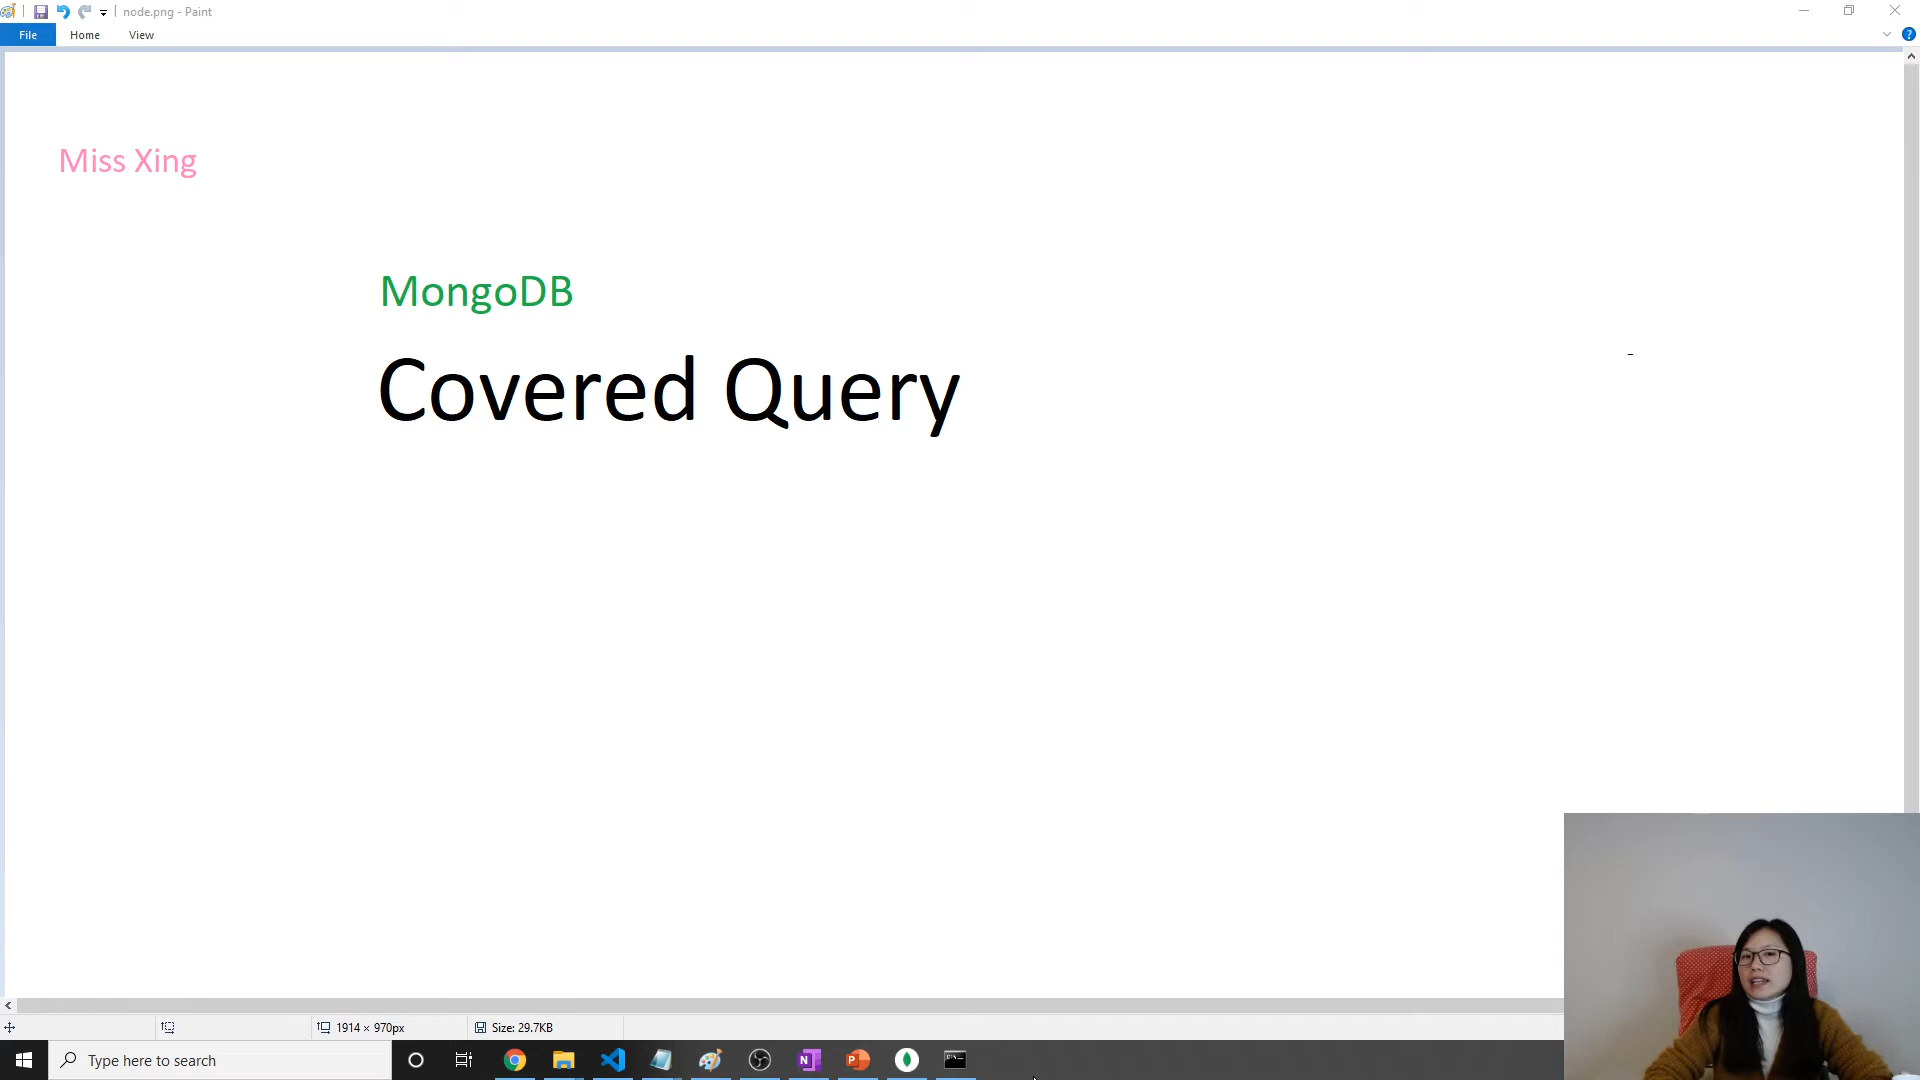 node.png - Paint
File Home View
Miss Xing
MongoDB
Covered Query
1914 × 970px Size: 29.7KB
Type here to search